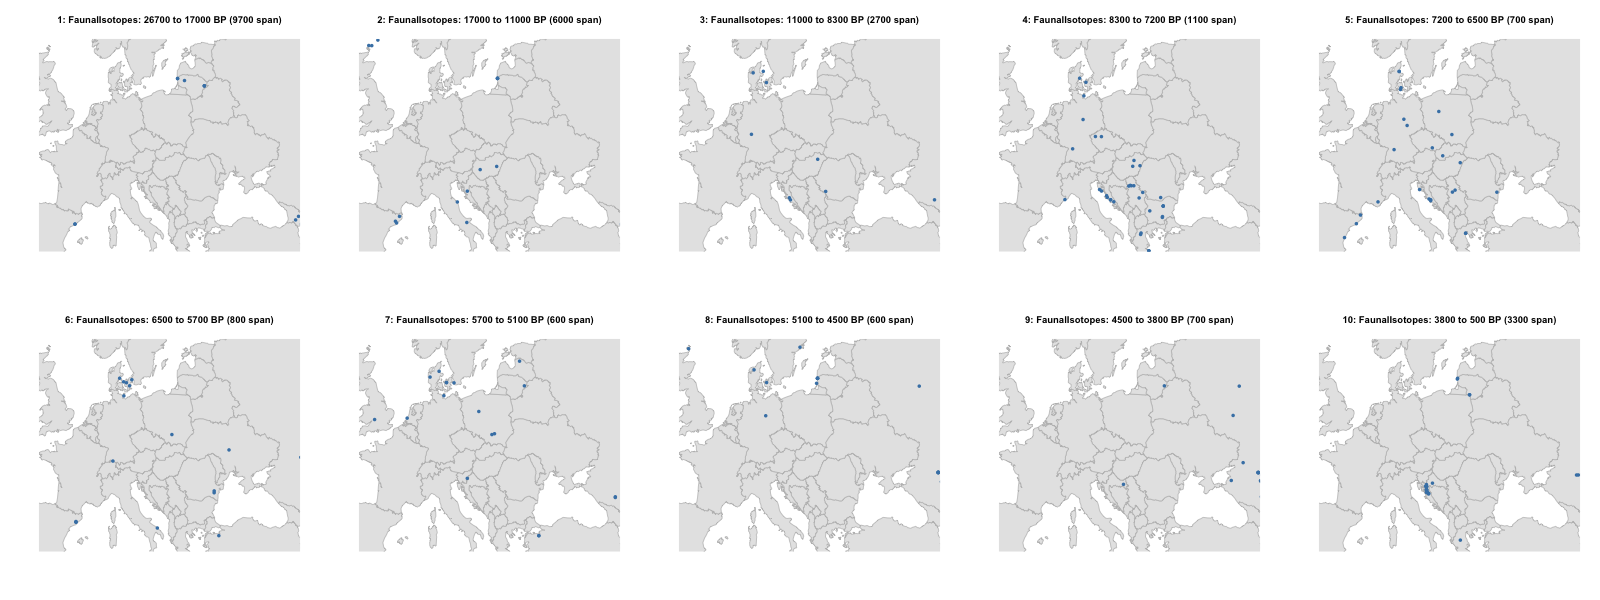 1: FaunalIsotopes: 26700 to 17000 BP (9700 span)
2: FaunalIsotopes: 17000 to 11000 BP (6000 span)
3: FaunalIsotopes: 11000 to 8300 BP (2700 span)
4: FaunalIsotopes: 8300 to 7200 BP (1100 span)
5: FaunalIsotopes: 7200 to 6500 BP (700 span)
6: FaunalIsotopes: 6500 to 5700 BP (800 span)
7: FaunalIsotopes: 5700 to 5100 BP (600 span)
8: FaunalIsotopes: 5100 to 4500 BP (600 span)
9: FaunalIsotopes: 4500 to 3800 BP (700 span)
10: FaunalIsotopes: 3800 to 500 BP (3300 span)